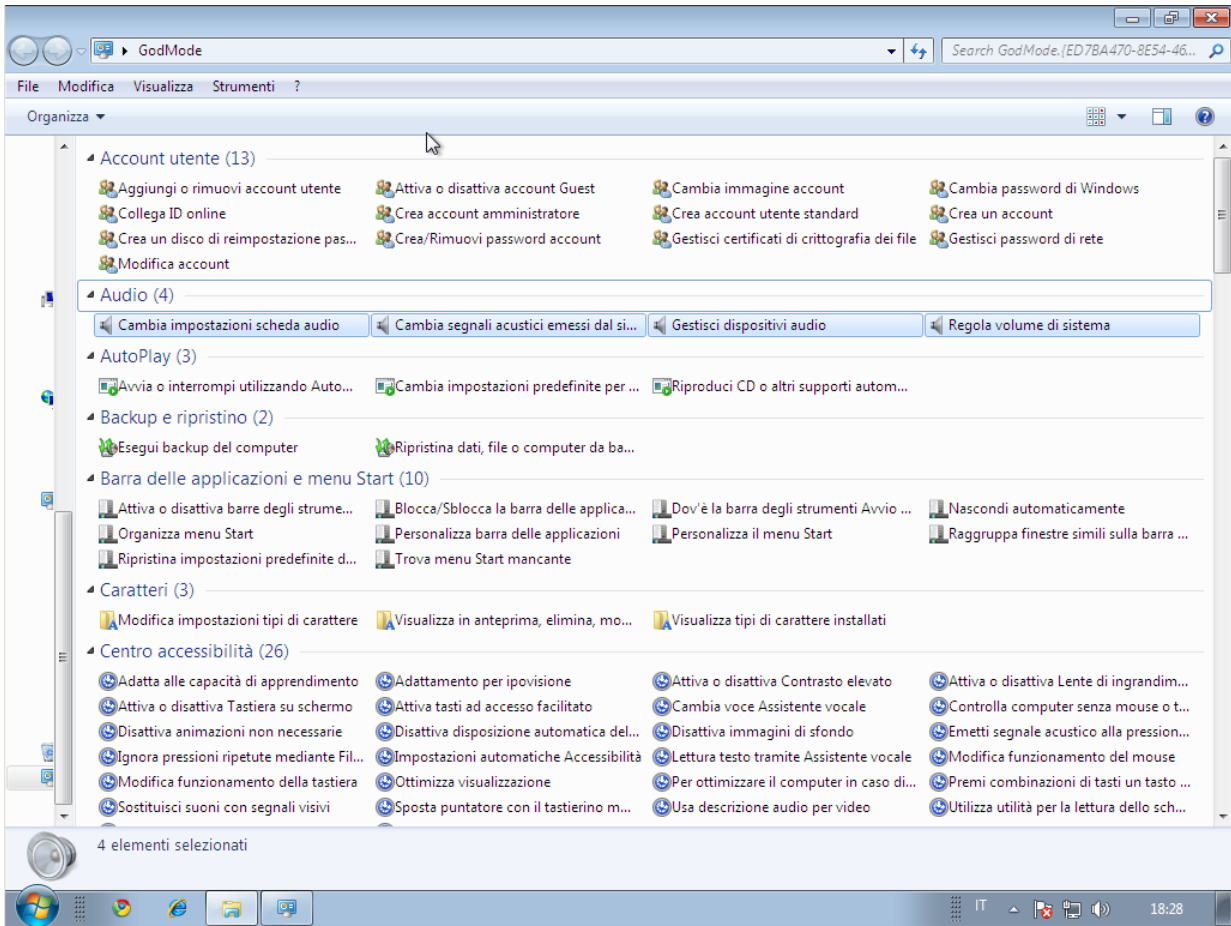 GodMode
Search GodMode.{ED7BA470-8E54-46...
File Modifica Visualizza Strumenti ?
Organizza
Account utente (13)
Aggiungi o rimuovi account utente Attiva o disattiva account Guest Cambia immagine account Cambia password di Windows
Collega ID online Crea account amministratore Crea account utente standard Crea un account
Crea un disco di reimpostazione pas... Crea/Rimuovi password account Gestisci certificati di crittografia dei file Gestisci password di rete
Modifica account
Audio (4)
Cambia impostazioni scheda audio Cambia segnali acustici emessi dal si... Gestisci dispositivi audio Regola volume di sistema
AutoPlay (3)
Avvia o interrompi utilizzando Auto... Cambia impostazioni predefinite per ... Riproduci CD o altri supporti autom...
Backup e ripristino (2)
Esegui backup del computer Ripristina dati, file o computer da ba...
Barra delle applicazioni e menu Start (10)
Attiva o disattiva barre degli strume... Blocca/Sblocca la barra delle applica... Dov'è la barra degli strumenti Avvio ... Nascondi automaticamente
Organizza menu Start Personalizza barra delle applicazioni Personalizza il menu Start Raggruppa finestre simili sulla barra ...
Ripristina impostazioni predefinite d... Trova menu Start mancante
Caratteri (3)
Modifica impostazioni tipi di carattere Visualizza in anteprima, elimina, mo... Visualizza tipi di carattere installati
Centro accessibilità (26)
Adatta alle capacità di apprendimento Adattamento per ipovisione Attiva o disattiva Contrasto elevato Attiva o disattiva Lente di ingrandim...
Attiva o disattiva Tastiera su schermo Attiva tasti ad accesso facilitato Cambia voce Assistente vocale Controlla computer senza mouse o t...
Disattiva animazioni non necessarie Disattiva disposizione automatica del... Disattiva immagini di sfondo Emetti segnale acustico alla pression...
Ignora pressioni ripetute mediante Fil... Impostazioni automatiche Accessibilità Lettura testo tramite Assistente vocale Modifica funzionamento del mouse
Modifica funzionamento della tastiera Ottimizza visualizzazione Per ottimizzare il computer in caso di... Premi combinazioni di tasti un tasto ...
Sostituisci suoni con segnali visivi Sposta puntatore con il tastierino m... Usa descrizione audio per video Utilizza utilità per la lettura dello sch...
4 elementi selezionati
IT 18:28